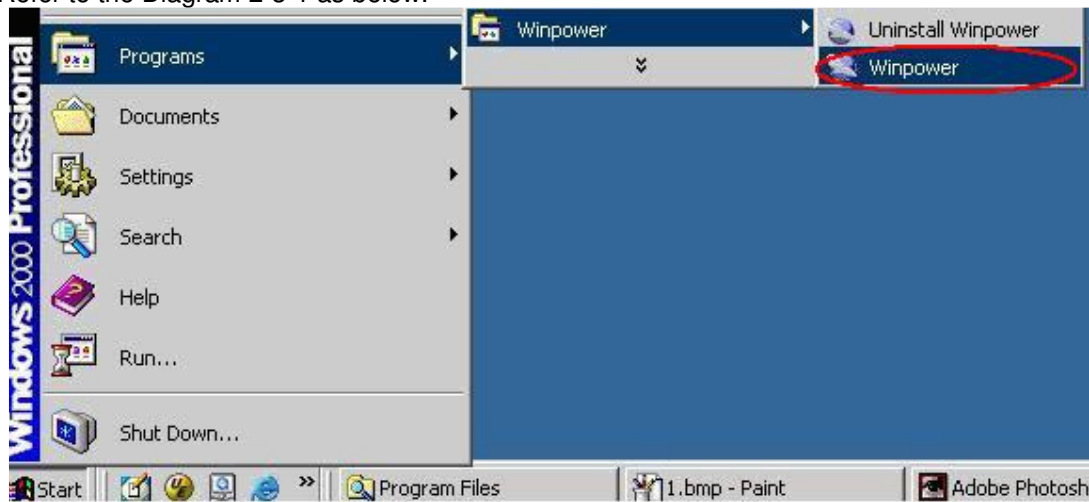 Refer to the Diagram 2-3-1 as below:
Windows 2000 Professional
Programs
Documents
Settings
Search
Help
Run...
Shut Down...
Winpower
Uninstall Winpower
Winpower
Start
Program Files
1.bmp - Paint
Adobe Photosh